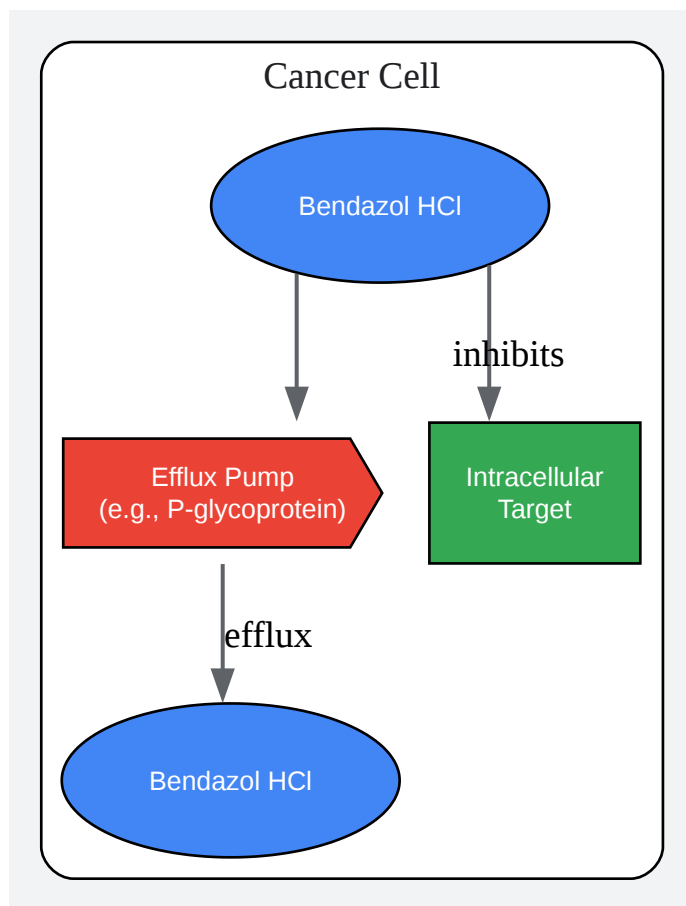 Cancer Cell
Bendazol HCl
inhibits
Efflux Pump
(e.g., P-glycoprotein)
Intracellular
Target
efflux
Bendazol HCl